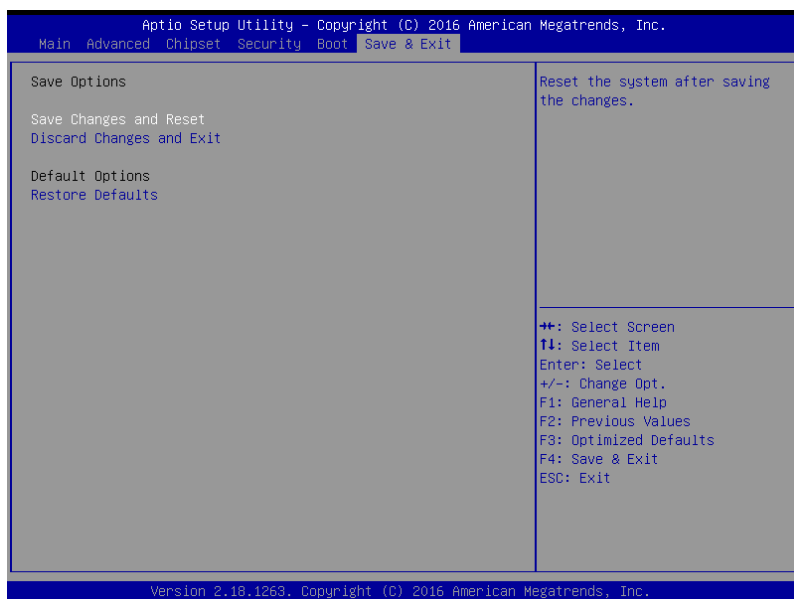 Aptio Setup Utility – Copyright (C) 2016 American Megatrends, Inc.
Main Advanced Chipset Security Boot Save & Exit
Save Options
Save Changes and Reset
Discard Changes and Exit
Default Options
Restore Defaults
Reset the system after saving
the changes.
→←: Select Screen
↑↓: Select Item
Enter: Select
+/-: Change Opt.
F1: General Help
F2: Previous Values
F3: Optimized Defaults
F4: Save & Exit
ESC: Exit
Version 2.18.1263. Copyright (C) 2016 American Megatrends, Inc.